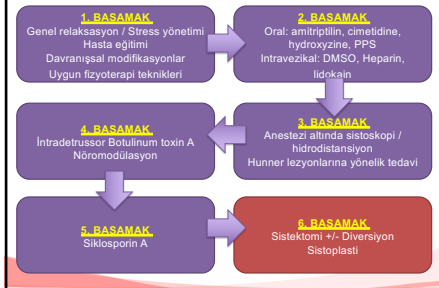 1. BASAMAK
Genel relaksasyon / Stress yönetimi
Hasta eğitimi
Davranışsal modifikasyonlar
Uygun fizyoterapi teknikleri
2. BASAMAK
Oral: amitriptilin, cimetidine,
hydroxyzine, PPS
Intravezikal: DMSO, Heparin,
lidokain
3. BASAMAK
Anestezi altında sistoskopi /
hidrodistansiyon
Hunner lezyonlarına yönelik tedavi
4. BASAMAK
İntradetrussor Botulinum toxin A
Nöromodülasyon
5. BASAMAK
Siklosporin A
6. BASAMAK
Sistektomi +/- Diversiyon
Sistoplasti